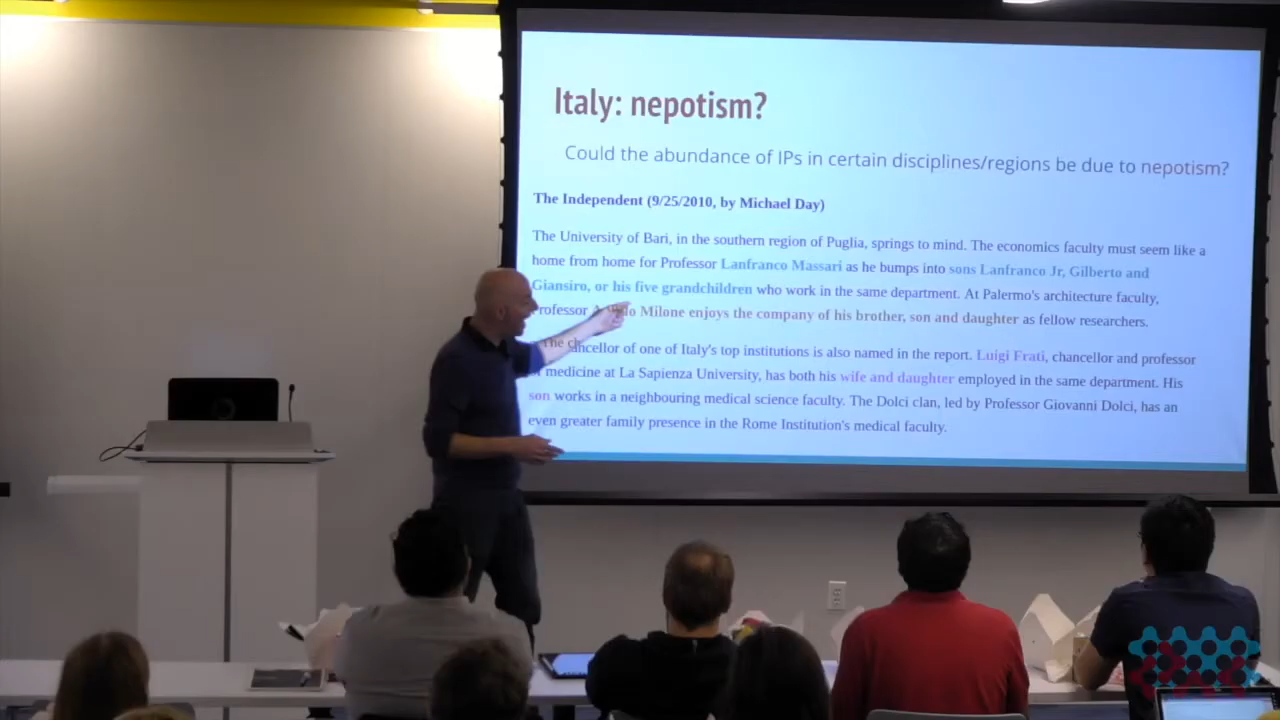 Italy: nepotism?
Could the abundance of IPs in certain disciplines/regions be due to nepotism?
The Independent (9/25/2010, by Michael Day)
The University of Bari, in the southern region of Puglia, springs to mind. The economics faculty must seem like a
home from home for Professor Lanfranco Massari as he bumps into sons Lanfranco Jr, Gilberto and
Giansiro, or his five grandchildren who work in the same department. At Palermo's architecture faculty,
Milone enjoys the company of his brother, son and daughter as fellow researchers.
of one of Italy's top institutions is also named in the report. Luigi Frati, chancellor and professor
medicine at La Sapienza University, has both his wife and daughter employed in the same department. His
son works in a neighbouring medical science faculty. The Dolci clan, led by Professor Giovanni Dolci, has an
even greater family presence in the Rome Institution's medical faculty.